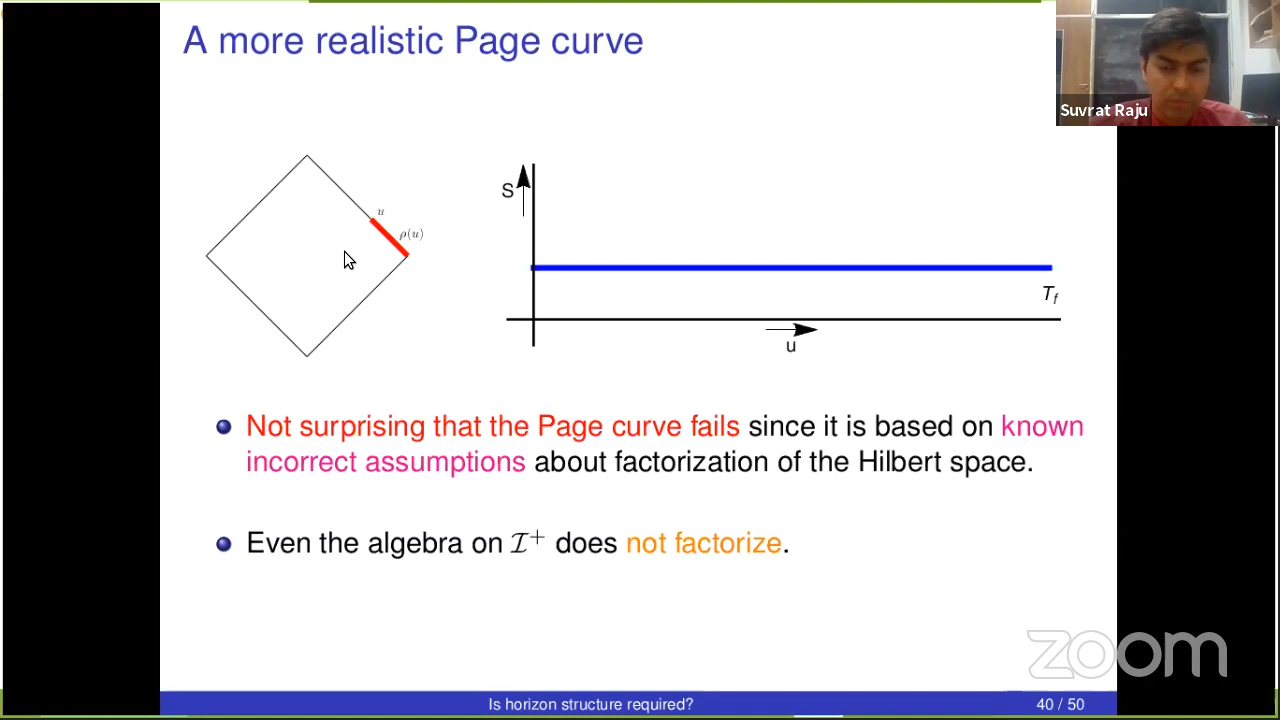 A more realistic Page curve
Suvrat Raju
u
ρ(u)
S
T_f
u
Not surprising that the Page curve fails since it is based on known
incorrect assumptions about factorization of the Hilbert space.
Even the algebra on ℐ⁺ does not factorize.
zoom
Is horizon structure required?
40 / 50